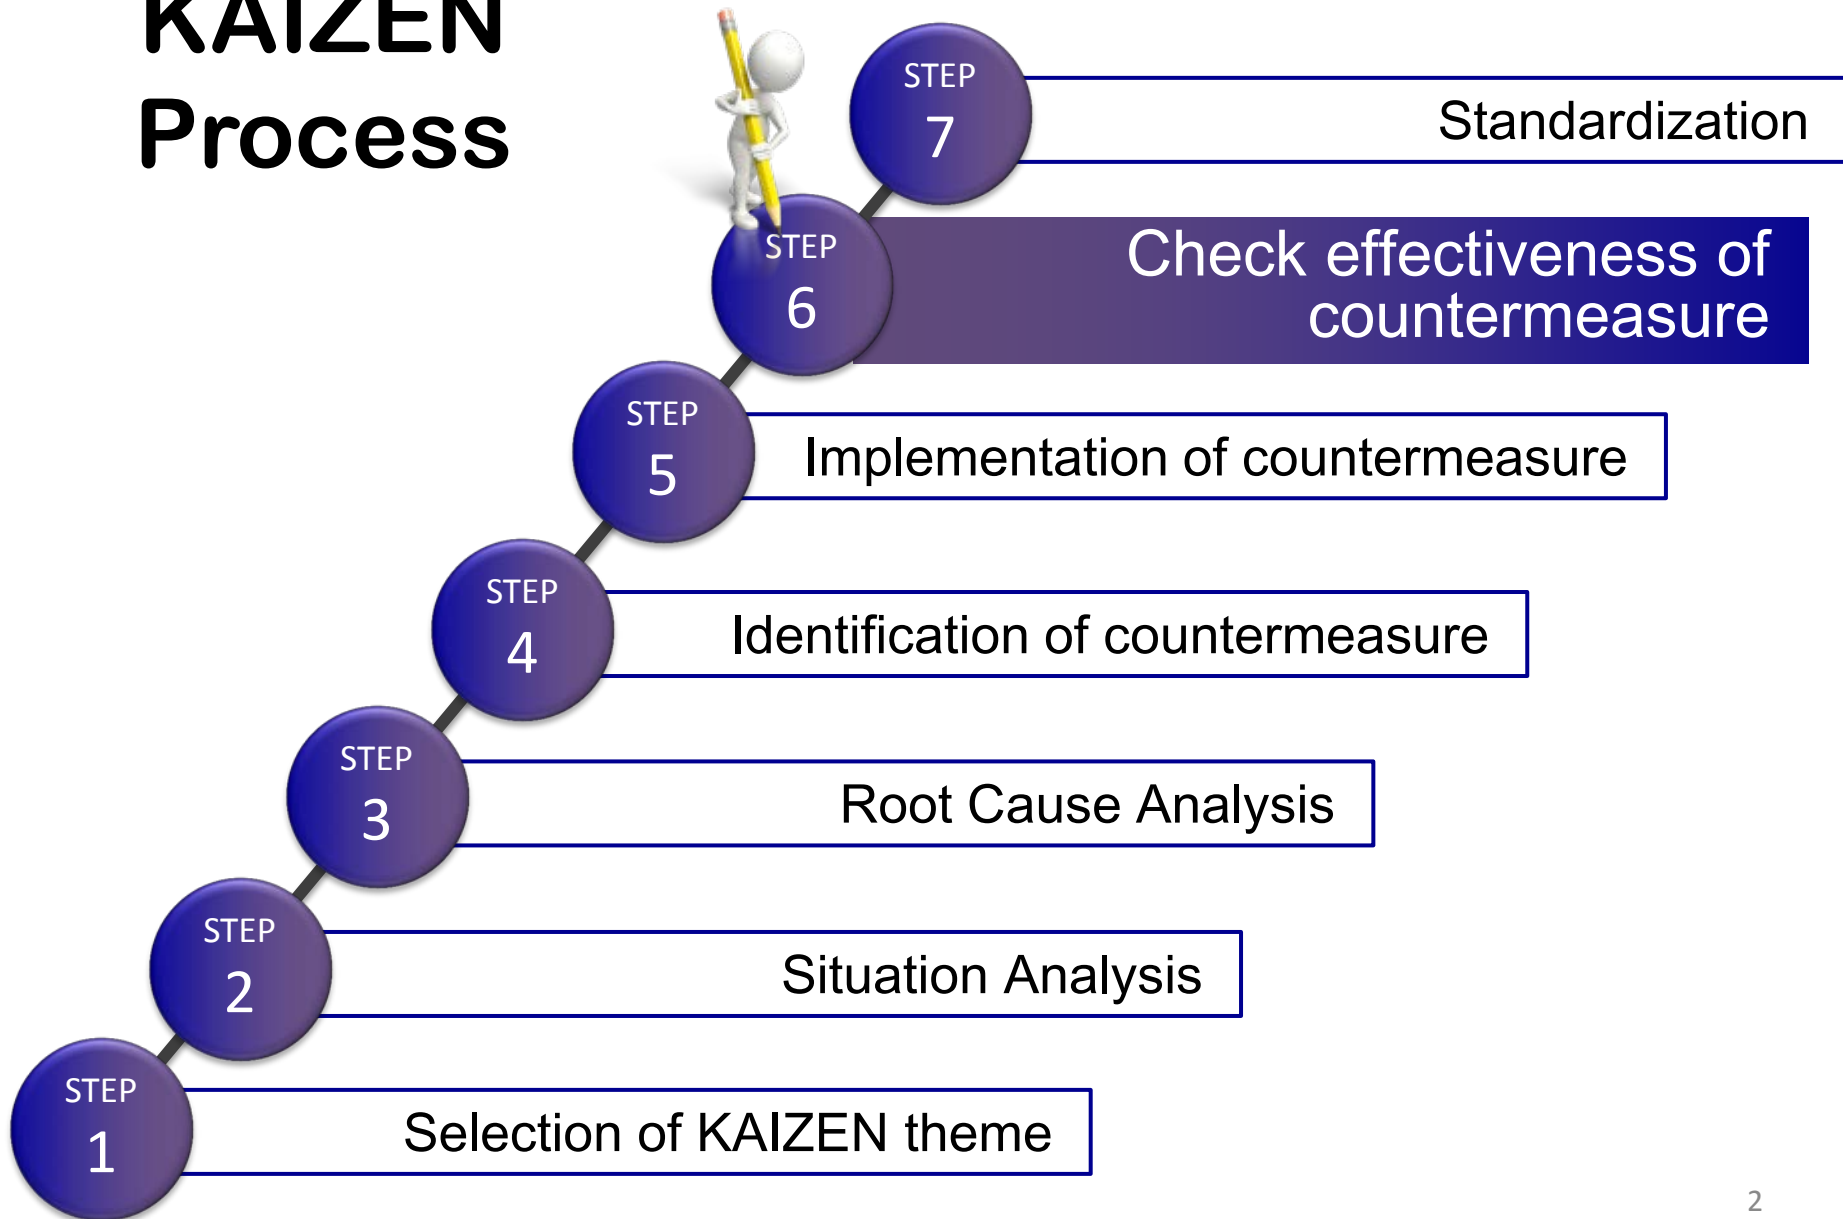 KAIZEN
Process
STEP
7
Standardization
STEP
6
Check effectiveness of
countermeasure
STEP
5
Implementation of countermeasure
STEP
4
Identification of countermeasure
STEP
3
Root Cause Analysis
STEP
2
Situation Analysis
STEP
1
Selection of KAIZEN theme
2